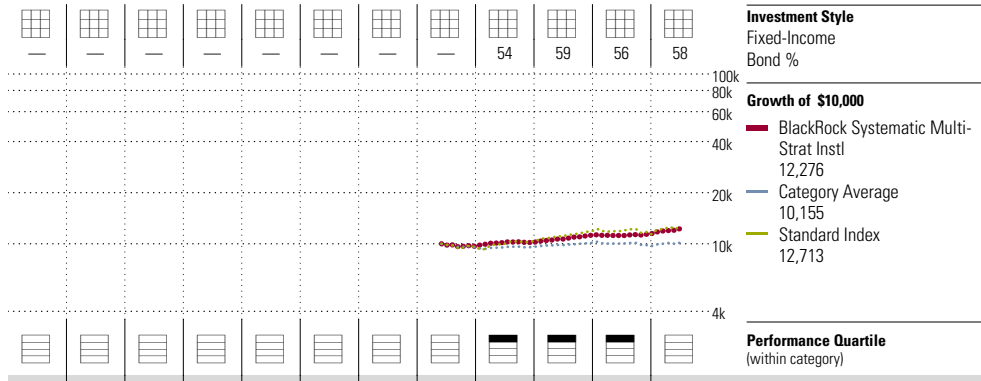 — — — — — — — — 54 59 56 58
Investment Style
Fixed-Income
Bond %
100k
80k
60k
40k
20k
10k
4k
Growth of $10,000
BlackRock Systematic Multi-
Strat Instl
12,276
Category Average
10,155
Standard Index
12,713
Performance Quartile
(within category)